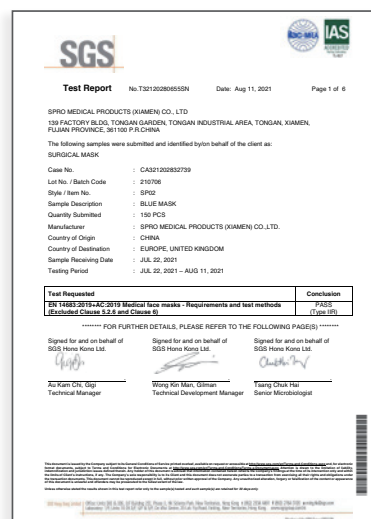 SGS
IAS
ACCREDITED
Test Report No.T32120280655SN Date: Aug 11, 2021 Page 1 of 6
SPRO MEDICAL PRODUCTS (XIAMEN) CO., LTD
139 FACTORY BLDG, TONGAN GARDEN, TONGAN INDUSTRIAL AREA, TONGAN, XIAMEN,
FUJIAN PROVINCE, 361100 P.R.CHINA
The following samples were submitted and identified by/on behalf of the client as:
SURGICAL MASK
Case No. : CA321202832739
Lot No. / Batch Code : 210706
Style / Item No. : SP02
Sample Description : BLUE MASK
Quantity Submitted : 150 PCS
Manufacturer : SPRO MEDICAL PRODUCTS (XIAMEN) CO.,LTD.
Country of Origin : CHINA
Country of Destination : EUROPE, UNITED KINGDOM
Sample Receiving Date : JUL 22, 2021
Testing Period : JUL 22, 2021 – AUG 11, 2021
Test Requested Conclusion
EN 14683:2019+AC:2019 Medical face masks - Requirements and test methods PASS
(Excluded Clause 5.2.6 and Clause 6) (Type IIR)
******** FOR FURTHER DETAILS, PLEASE REFER TO THE FOLLOWING PAGE(S) ********
Signed for and on behalf of Signed for and on behalf of Signed for and on behalf of
SGS Hong Kong Ltd. SGS Hong Kong Ltd. SGS Hong Kong Ltd.
Au Kam Chi, Gigi Wong Kin Man, Gilman Tsang Chuk Hai
Technical Manager Technical Development Manager Senior Microbiologist